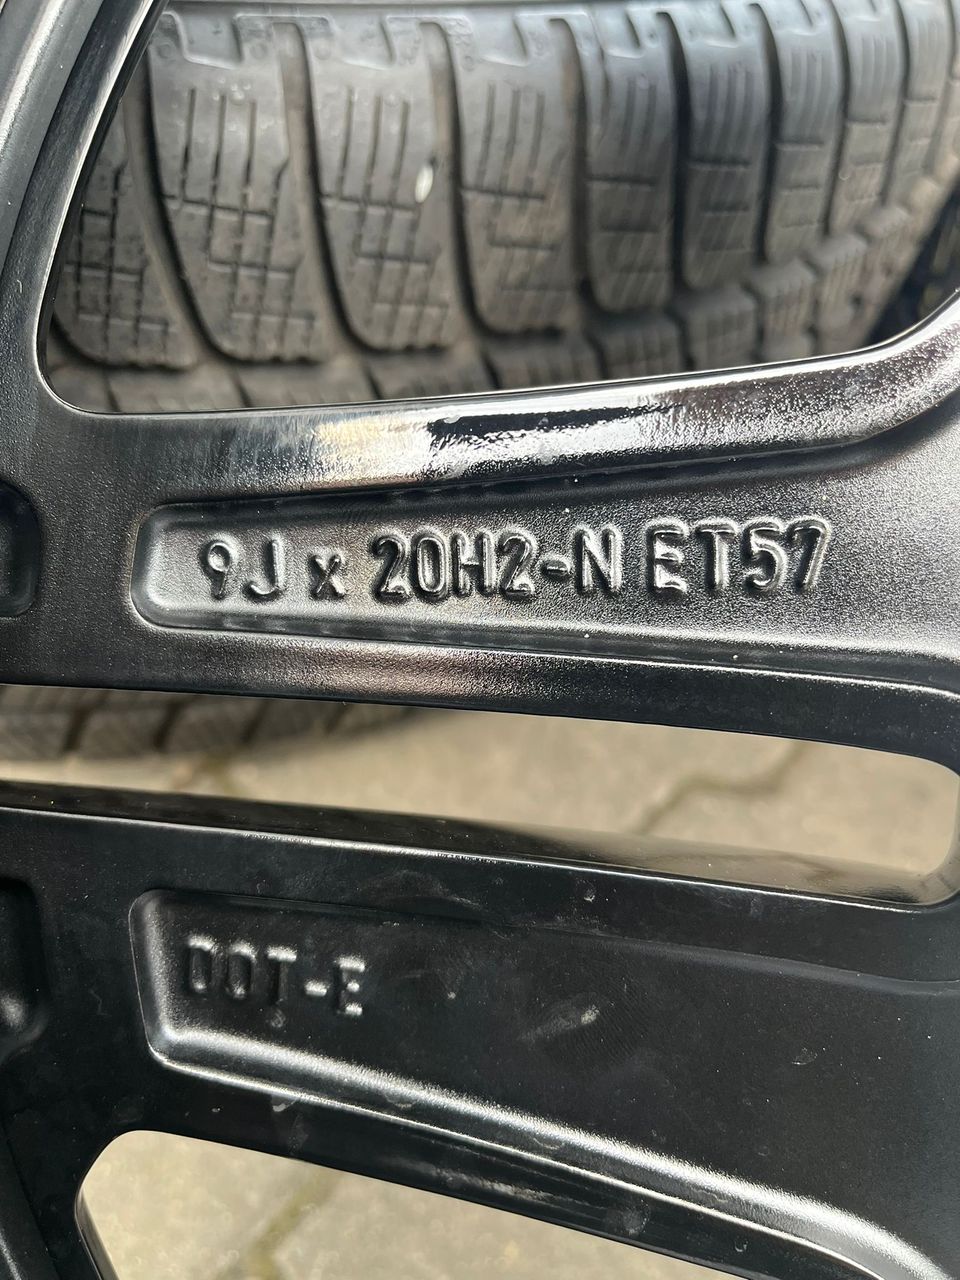 9J x 20H2-N ET57
DOT-E